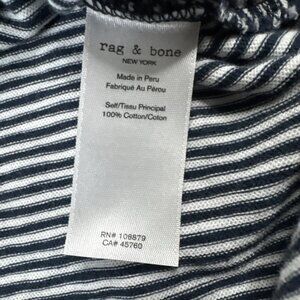 rag & bone
NEW YORK
Made in Peru
Fabriqué Au Pérou
Self/Tissu Principal
100% Cotton/Coton
RN# 108879
CA# 45760